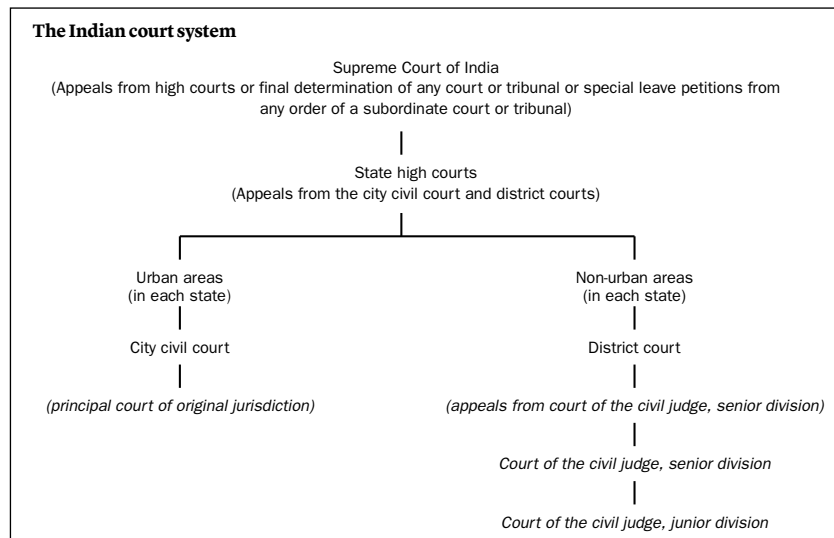 The Indian court system
Supreme Court of India
(Appeals from high courts or final determination of any court or tribunal or special leave petitions from
any order of a subordinate court or tribunal)
State high courts
(Appeals from the city civil court and district courts)
Urban areas
(in each state)
City civil court
(principal court of original jurisdiction)
Non-urban areas
(in each state)
District court
(appeals from court of the civil judge, senior division)
Court of the civil judge, senior division
Court of the civil judge, junior division